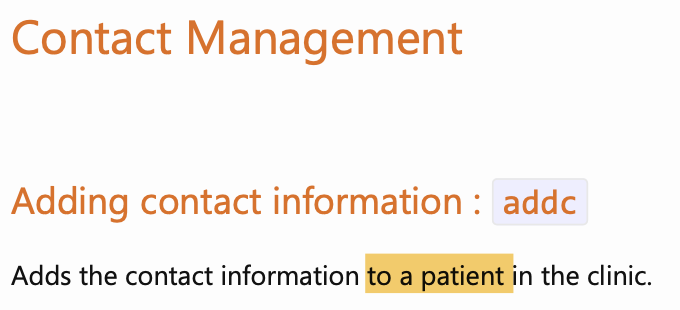 Contact Management
Adding contact information : addc
Adds the contact information to a patient in the clinic.